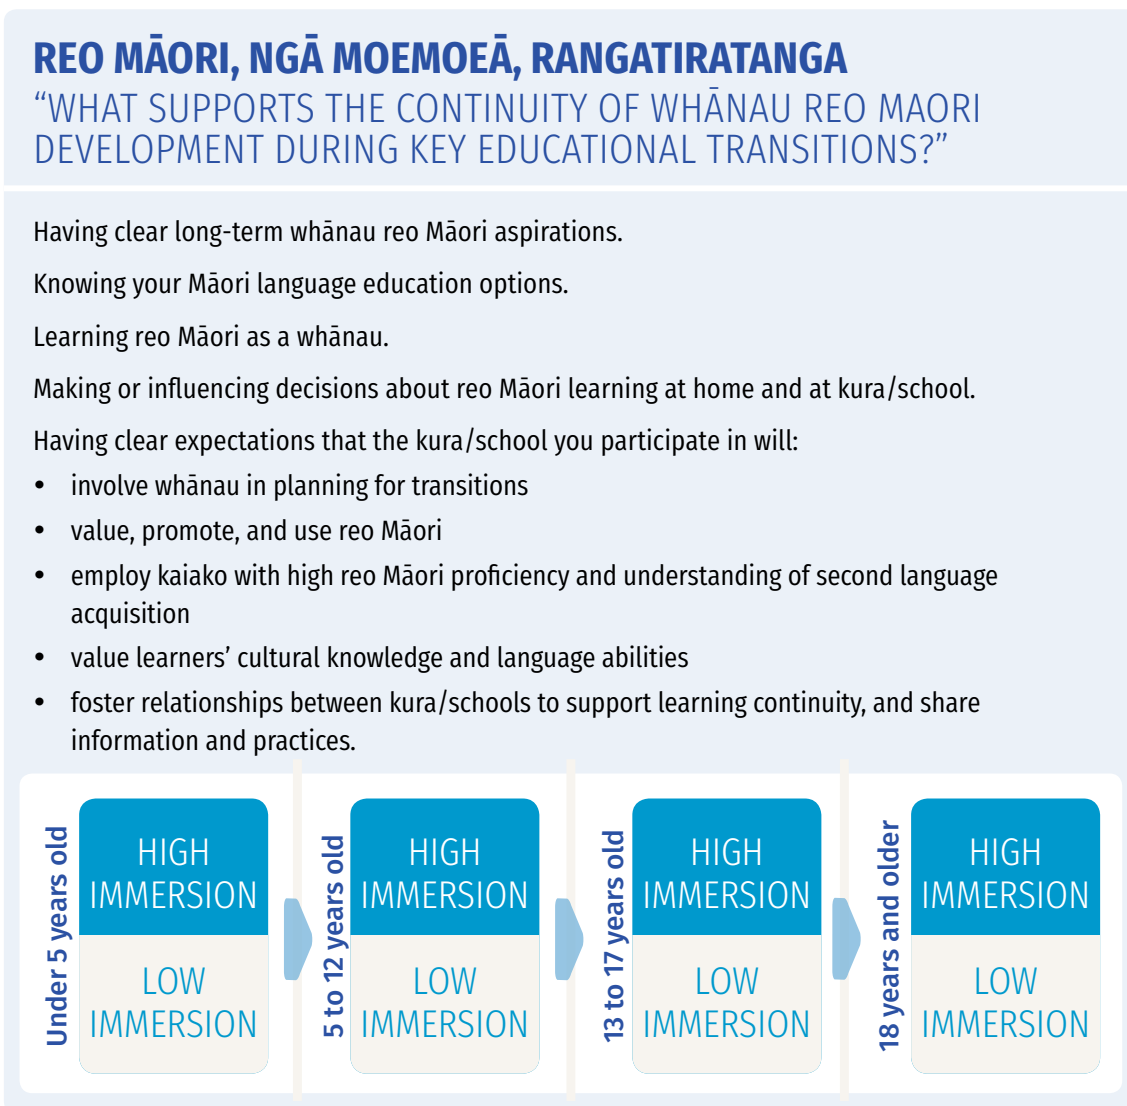 REO MĀORI, NGĀ MOEMOEĀ, RANGATIRATANGA
“WHAT SUPPORTS THE CONTINUITY OF WHĀNAU REO MAORI
DEVELOPMENT DURING KEY EDUCATIONAL TRANSITIONS?”
Having clear long-term whānau reo Māori aspirations.
Knowing your Māori language education options.
Learning reo Māori as a whānau.
Making or influencing decisions about reo Māori learning at home and at kura/school.
Having clear expectations that the kura/school you participate in will:
• involve whānau in planning for transitions
• value, promote, and use reo Māori
• employ kaiako with high reo Māori proficiency and understanding of second language
acquisition
• value learners’ cultural knowledge and language abilities
• foster relationships between kura/schools to support learning continuity, and share
information and practices.
Under 5 years old
HIGH
IMMERSION
LOW
IMMERSION
5 to 12 years old
HIGH
IMMERSION
LOW
IMMERSION
13 to 17 years old
HIGH
IMMERSION
LOW
IMMERSION
18 years and older
HIGH
IMMERSION
LOW
IMMERSION